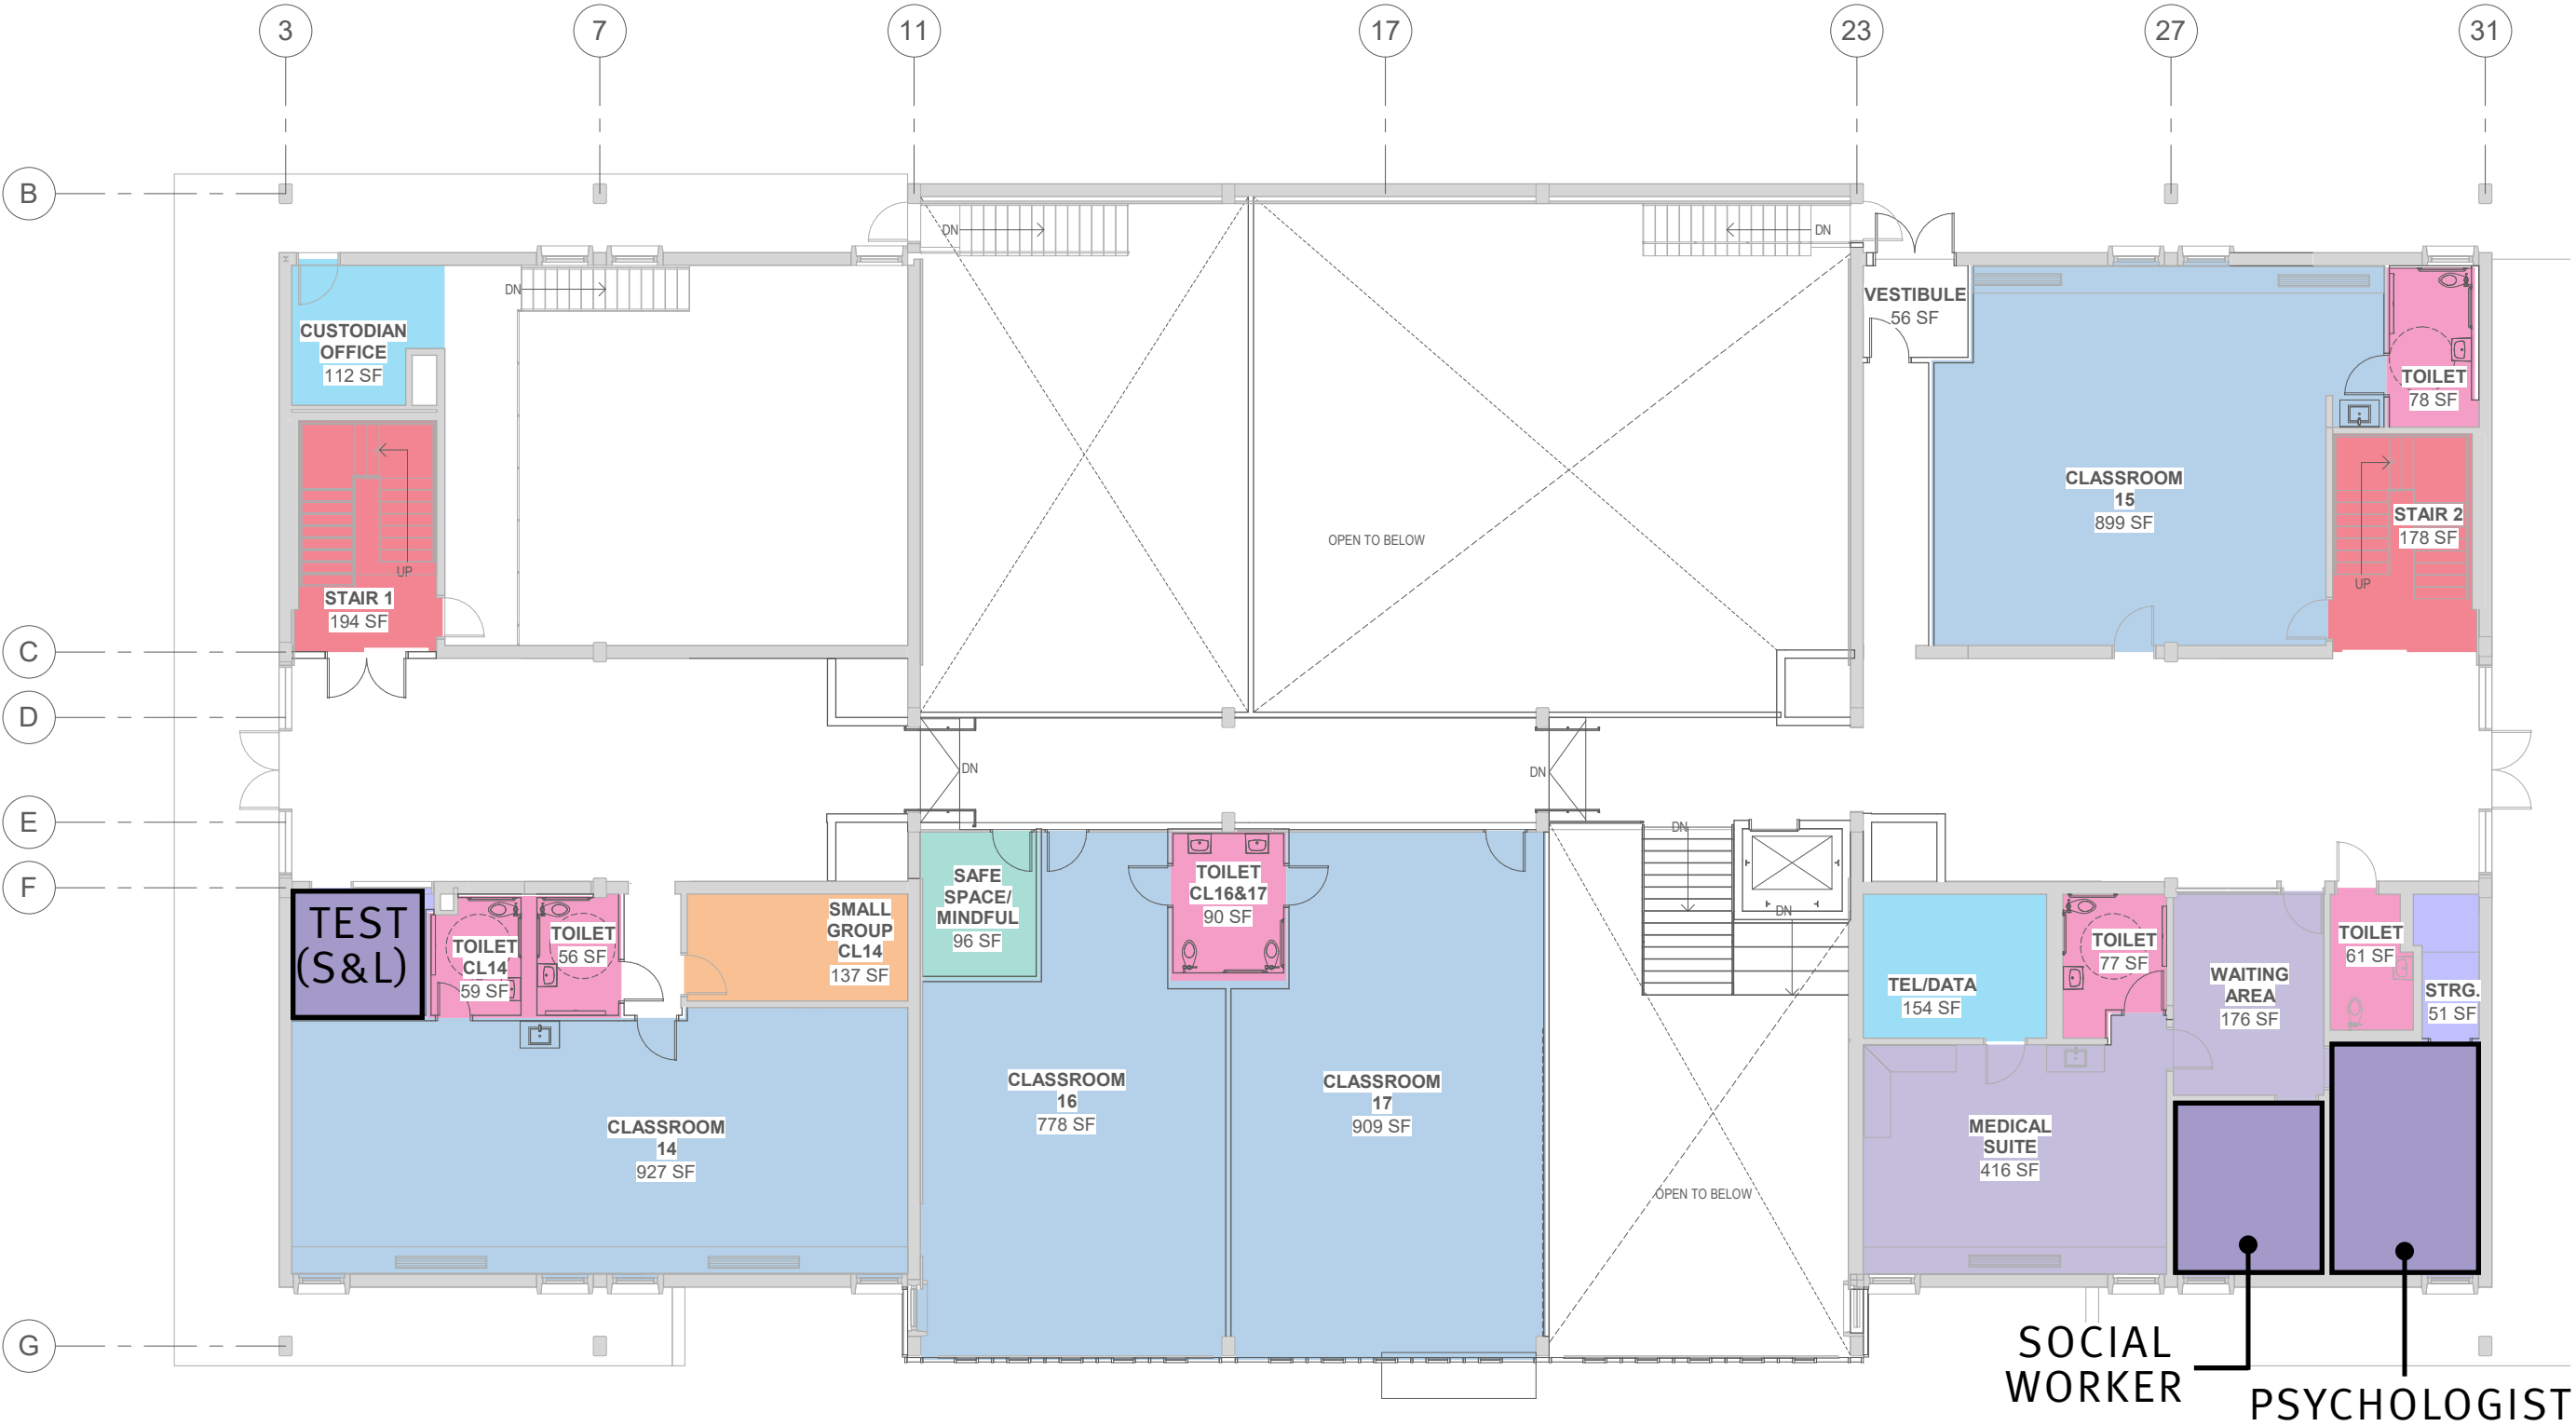 3
7
11
17
23
27
31
B
C
D
E
F
G
DN
DN
DN
CUSTODIAN
OFFICE
112 SF
UP
STAIR 1
194 SF
OPEN TO BELOW
VESTIBULE
56 SF
TOILET
78 SF
CLASSROOM
15
899 SF
STAIR 2
178 SF
UP
DN
DN
TEST
(S&L)
TOILET
CL14
59 SF
TOILET
56 SF
SMALL
GROUP
CL14
137 SF
SAFE
SPACE/
MINDFUL
96 SF
TOILET
CL16&17
90 SF
DN
DN
TEL/DATA
154 SF
TOILET
77 SF
WAITING
AREA
176 SF
TOILET
61 SF
STRG.
51 SF
CLASSROOM
14
927 SF
CLASSROOM
16
778 SF
CLASSROOM
17
909 SF
OPEN TO BELOW
MEDICAL
SUITE
416 SF
SOCIAL
WORKER
PSYCHOLOGIST